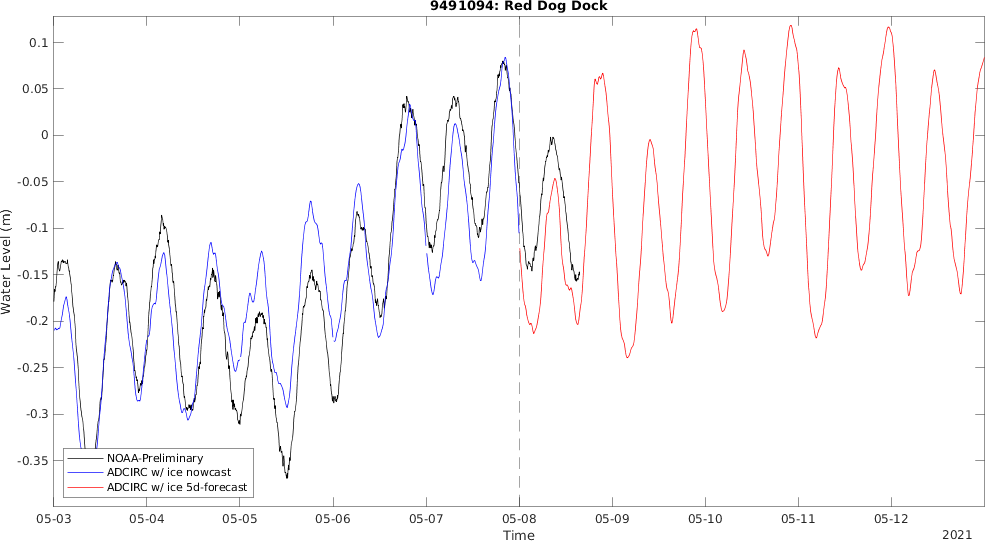 9491094: Red Dog Dock
0.1
0.05
0
-0.05
-0.1
-0.15
-0.2
-0.25
-0.3
-0.35
Water Level (m)
NOAA-Preliminary
ADCIRC w/ ice nowcast
ADCIRC w/ ice 5d-forecast
05-03 05-04 05-05 05-06 05-07 05-08 05-09 05-10 05-11 05-12
Time
2021